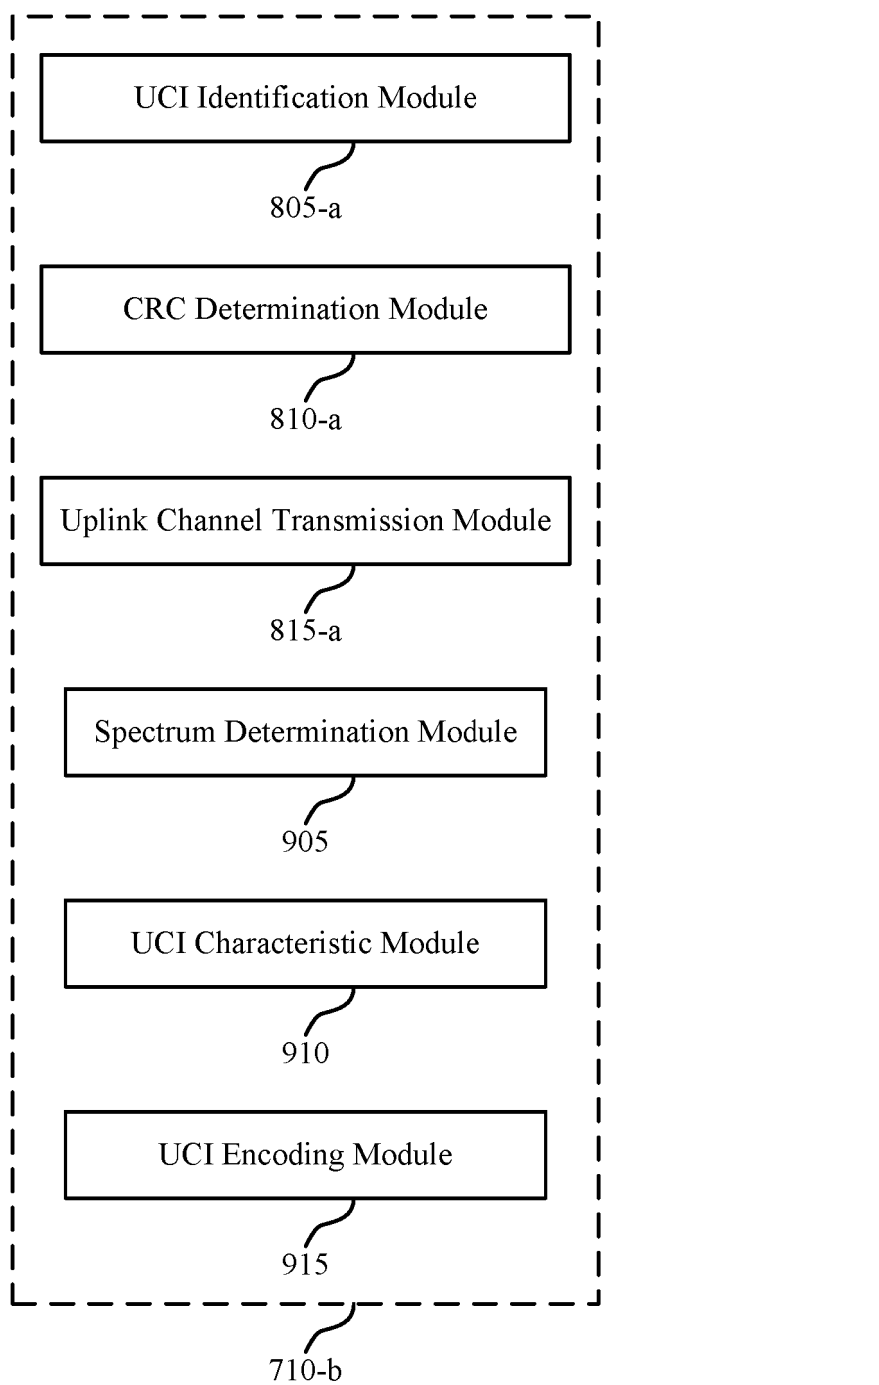 UCI Identification Module
805-a
CRC Determination Module
810-a
Uplink Channel Transmission Module
815-a
Spectrum Determination Module
905
UCI Characteristic Module
910
UCI Encoding Module
915
710-b